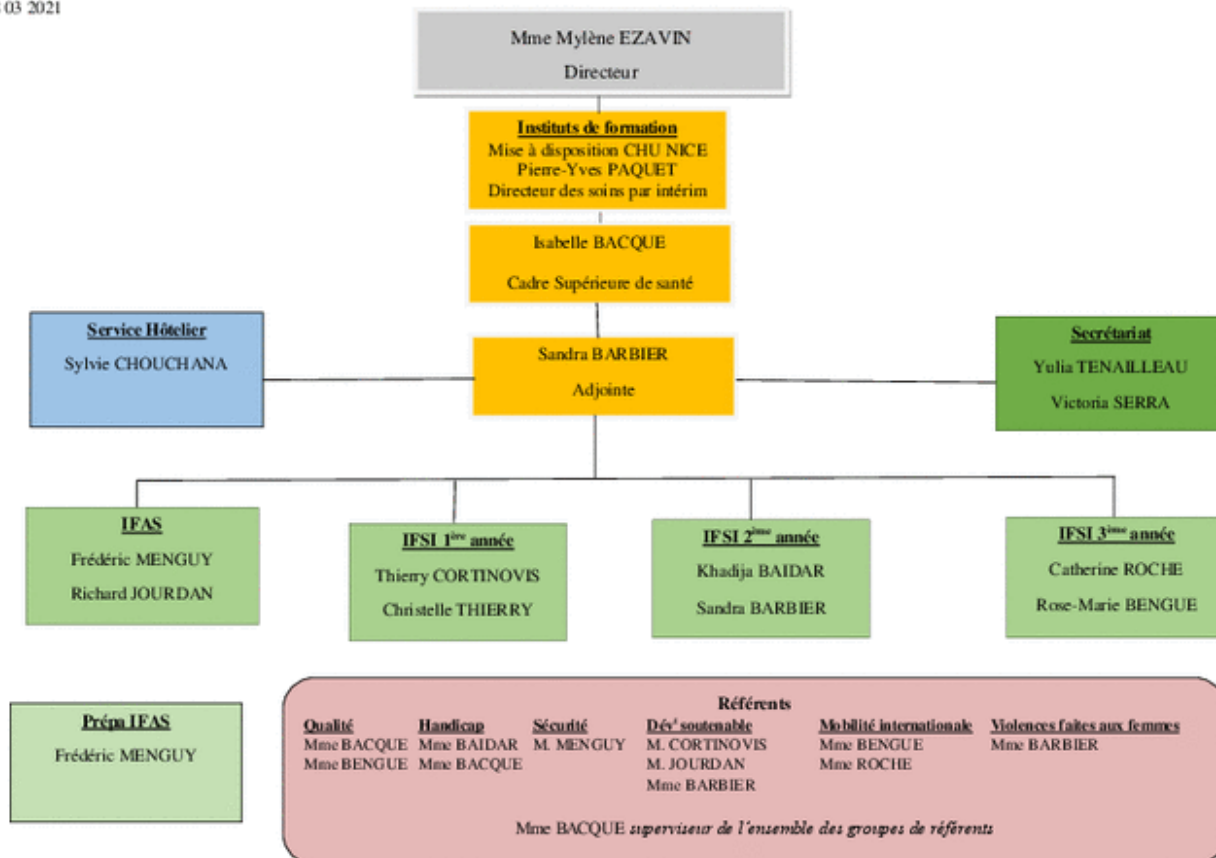 03 2021
Mme Mylène EZAVIN
Directeur
Instituts de formation
Mise à disposition CHU NICE
Pierre-Yves PAQUET
Directeur des soins par intérim
Isabelle BACQUE
Cadre Supérieure de santé
Service Hôtelier
Sylvie CHOUCHANA
Sandra BARBIER
Adjointe
Secrétariat
Yulia TENAILLEAU
Victoria SERRA
IFAS
Frédéric MENGUY
Richard JOURDAN
IFSI 1ère année
Thierry CORTINOVIS
Christelle THIERRY
IFSI 2ème année
Khadija BAIDAR
Sandra BARBIER
IFSI 3ème année
Catherine ROCHE
Rose-Marie BENGUE
Prépa IFAS
Frédéric MENGUY
Référents
Qualité
Mme BACQUE
Mme BENGUE
Handicap
Mme BAIDAR
Mme BACQUE
Sécurité
M. MENGUY
Dév't soutenable
M. CORTINOVIS
M. JOURDAN
Mme BARBIER
Mobilité internationale
Mme BENGUE
Mme ROCHE
Violences faites aux femmes
Mme BARBIER
Mme BACQUE superviseur de l'ensemble des groupes de référents